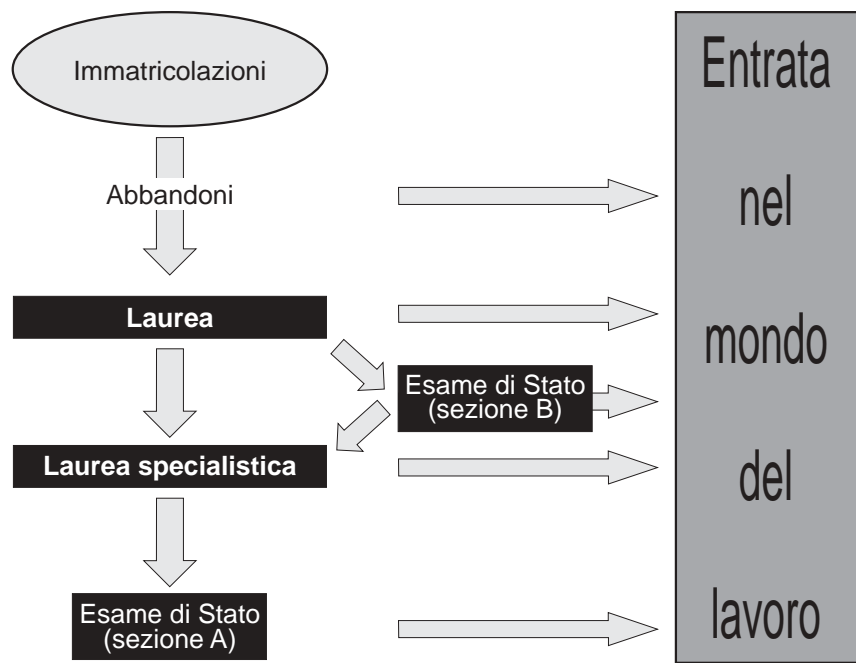 Immatricolazioni
Abbandoni
Laurea
Esame di Stato
(sezione B)
Laurea specialistica
Esame di Stato
(sezione A)
Entrata
nel
mondo
del
lavoro